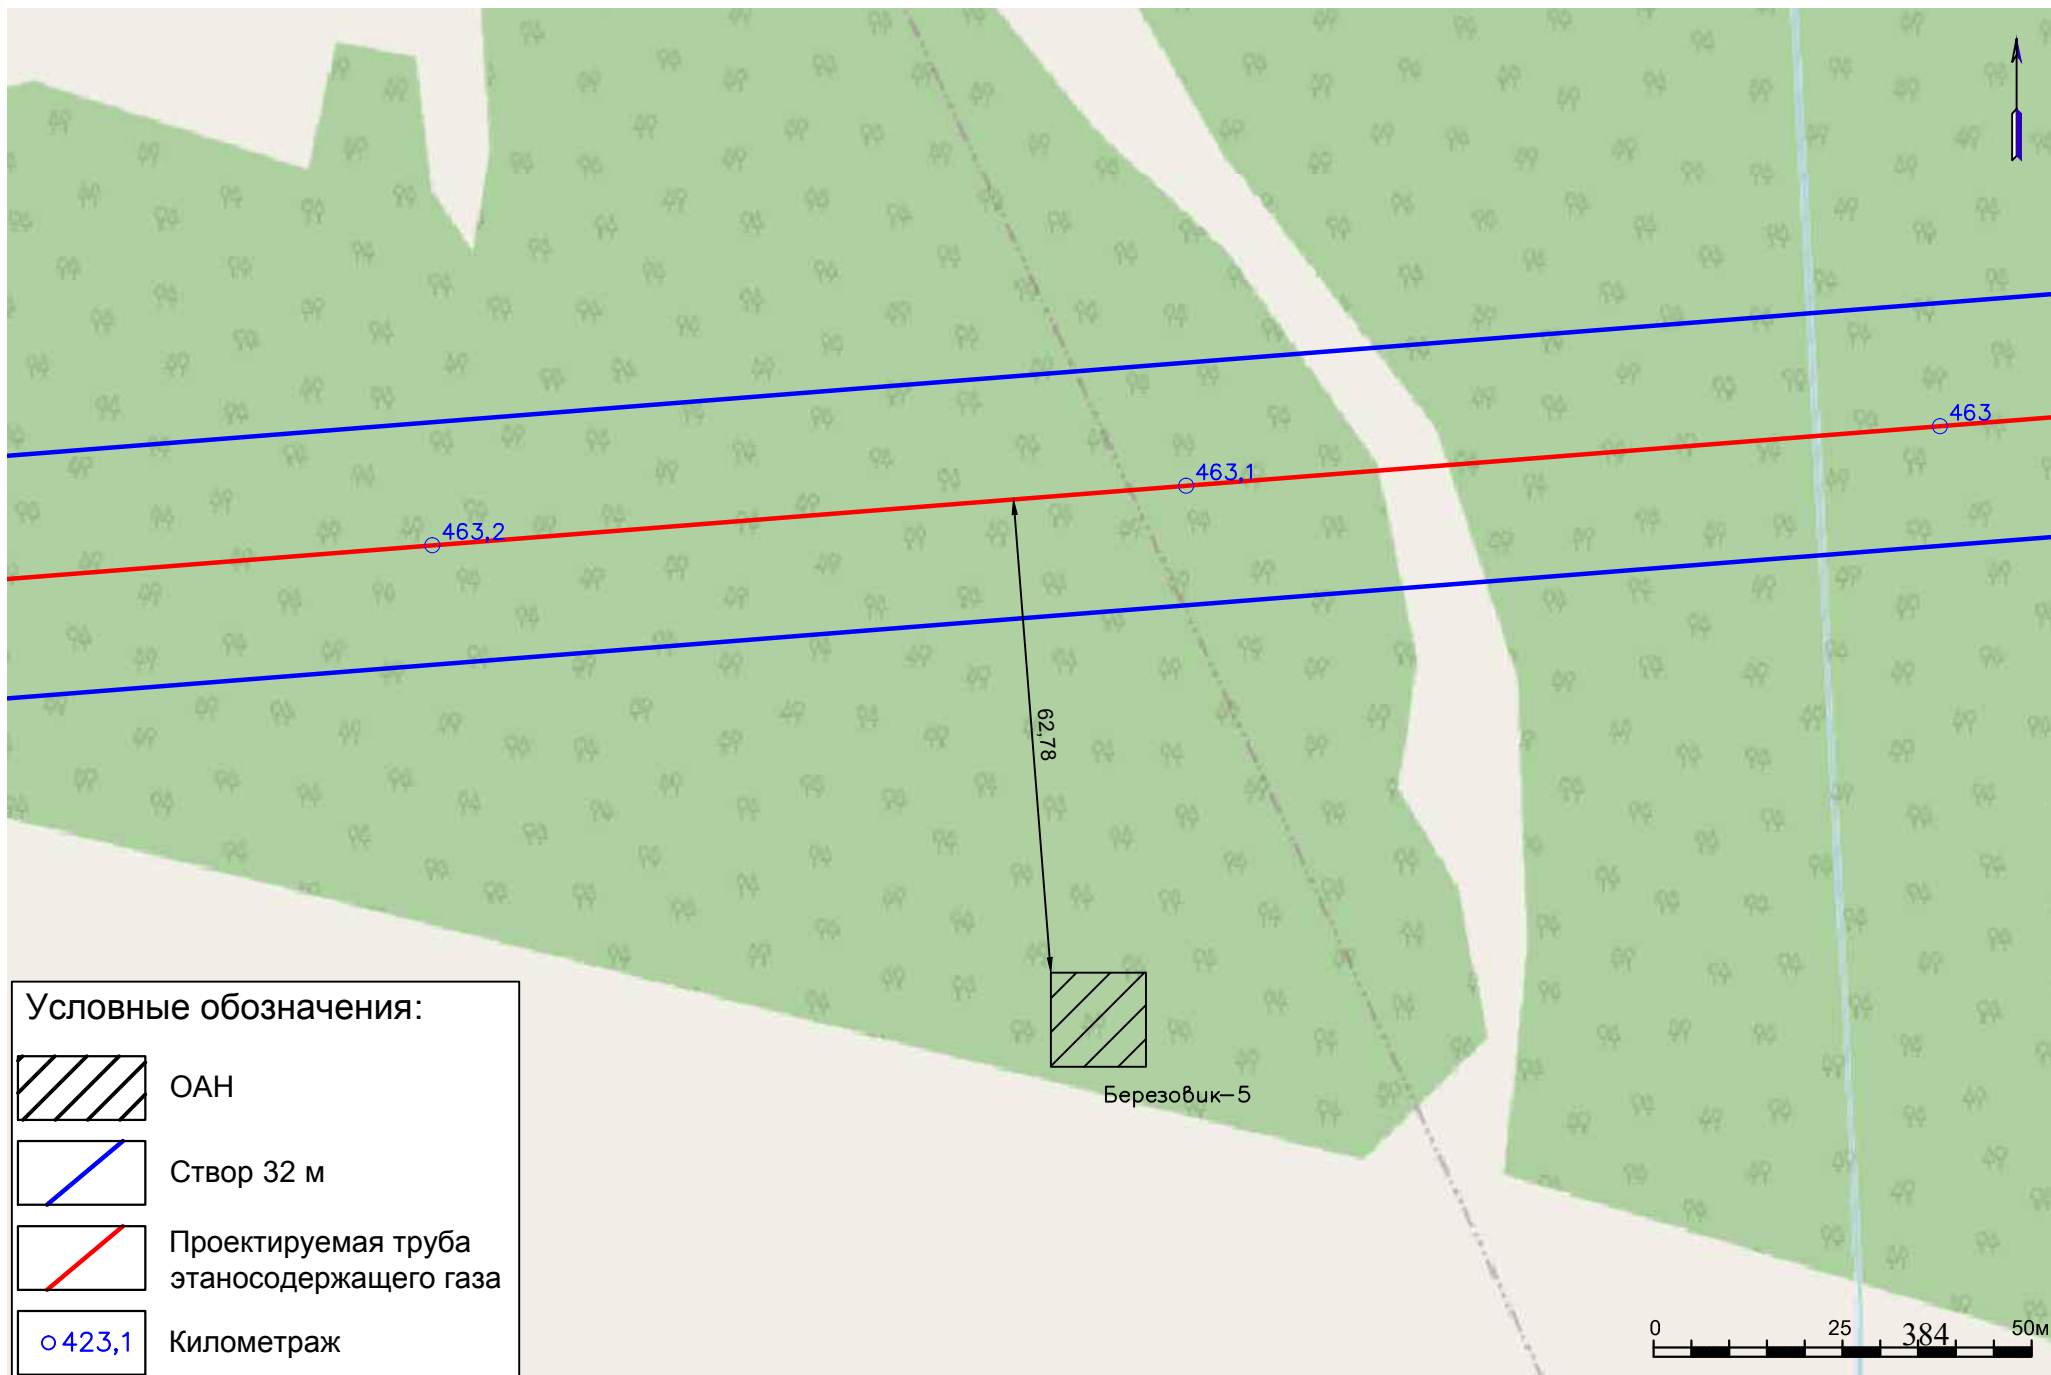 463
463,1
463,2
62,78
Березовик-5
Условные обозначения:
ОАН
Створ 32 м
Проектируемая труба
этаносодержащего газа
423,1 Километраж
0 25 50м
384